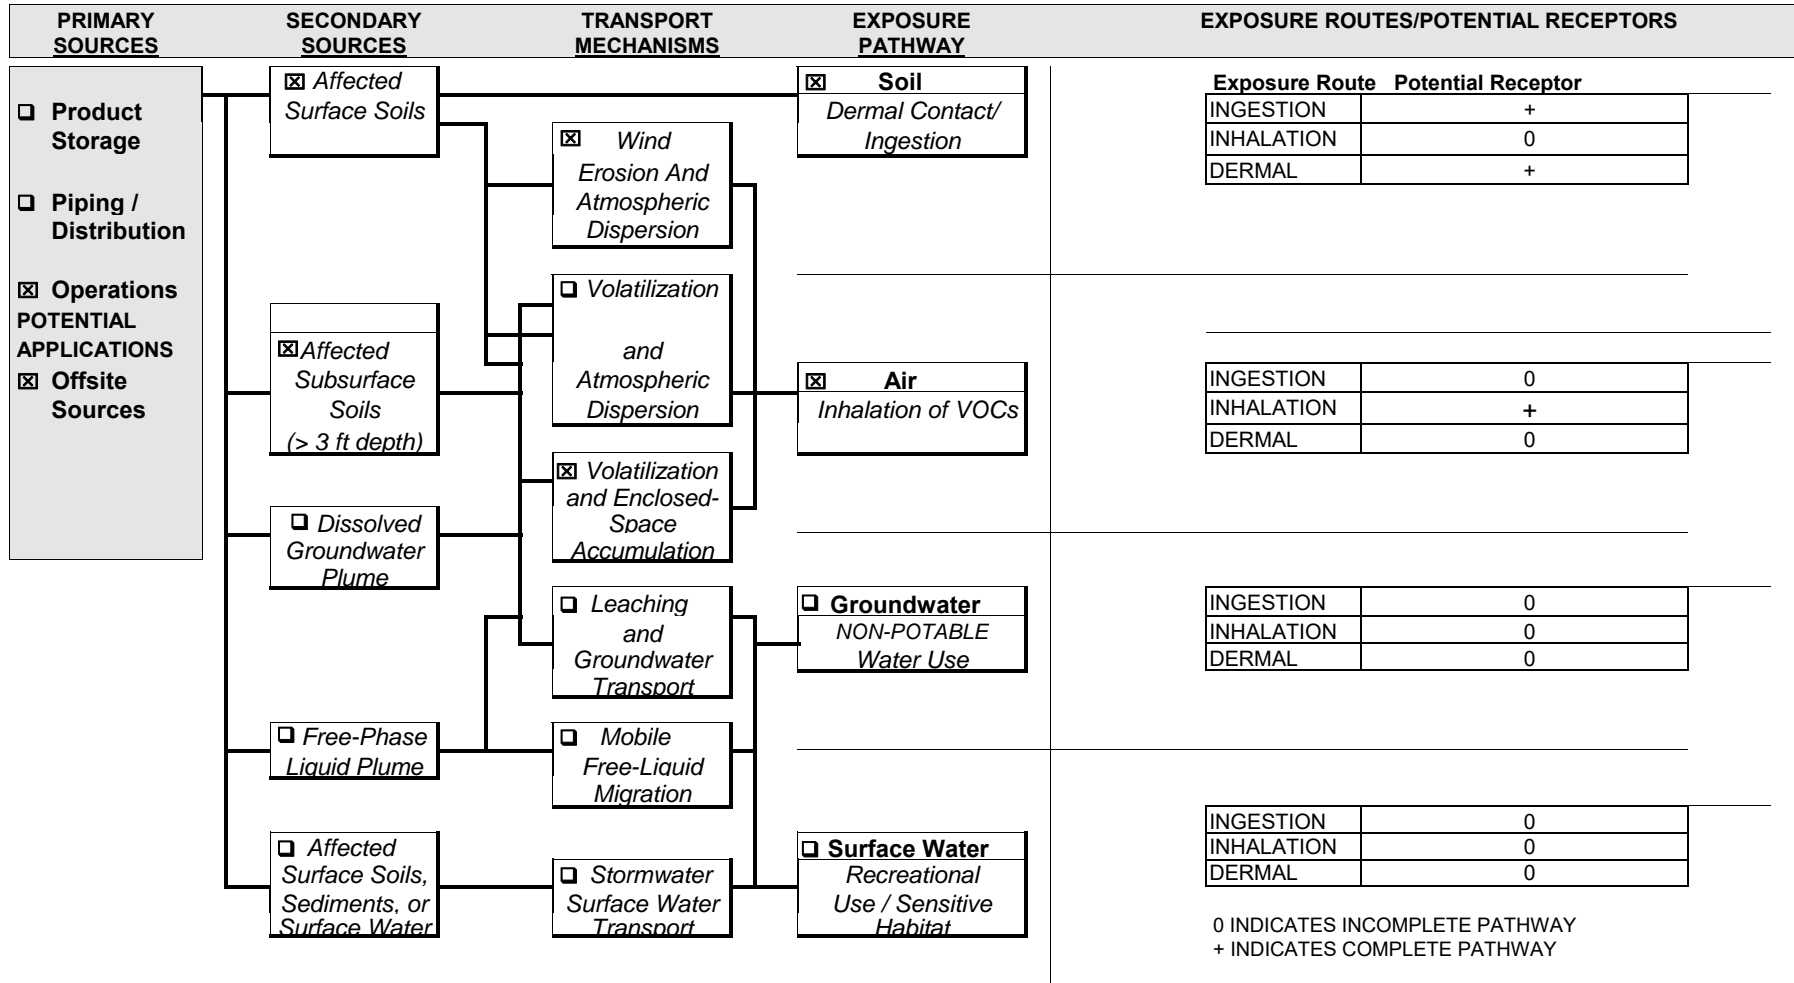 PRIMARY
SOURCES
SECONDARY
SOURCES
TRANSPORT
MECHANISMS
EXPOSURE
PATHWAY
EXPOSURE ROUTES/POTENTIAL RECEPTORS
Product
Storage
Piping /
Distribution
Operations
POTENTIAL
APPLICATIONS
Offsite
Sources
Affected
Surface Soils
Affected
Subsurface
Soils
(> 3 ft depth)
Dissolved
Groundwater
Plume
Free-Phase
Liquid Plume
Affected
Surface Soils,
Sediments, or
Surface Water
Wind
Erosion And
Atmospheric
Dispersion
Volatilization
and
Atmospheric
Dispersion
Volatilization
and Enclosed-
Space
Accumulation
Leaching
and
Groundwater
Transport
Mobile
Free-Liquid
Migration
Stormwater
Surface Water
Transport
Soil
Dermal Contact/
Ingestion
Air
Inhalation of VOCs
Groundwater
NON-POTABLE
Water Use
Surface Water
Recreational
Use / Sensitive
Habitat
Exposure Route Potential Receptor
INGESTION +
INHALATION 0
DERMAL +
INGESTION 0
INHALATION +
DERMAL 0
INGESTION 0
INHALATION 0
DERMAL 0
INGESTION 0
INHALATION 0
DERMAL 0
0 INDICATES INCOMPLETE PATHWAY
+ INDICATES COMPLETE PATHWAY